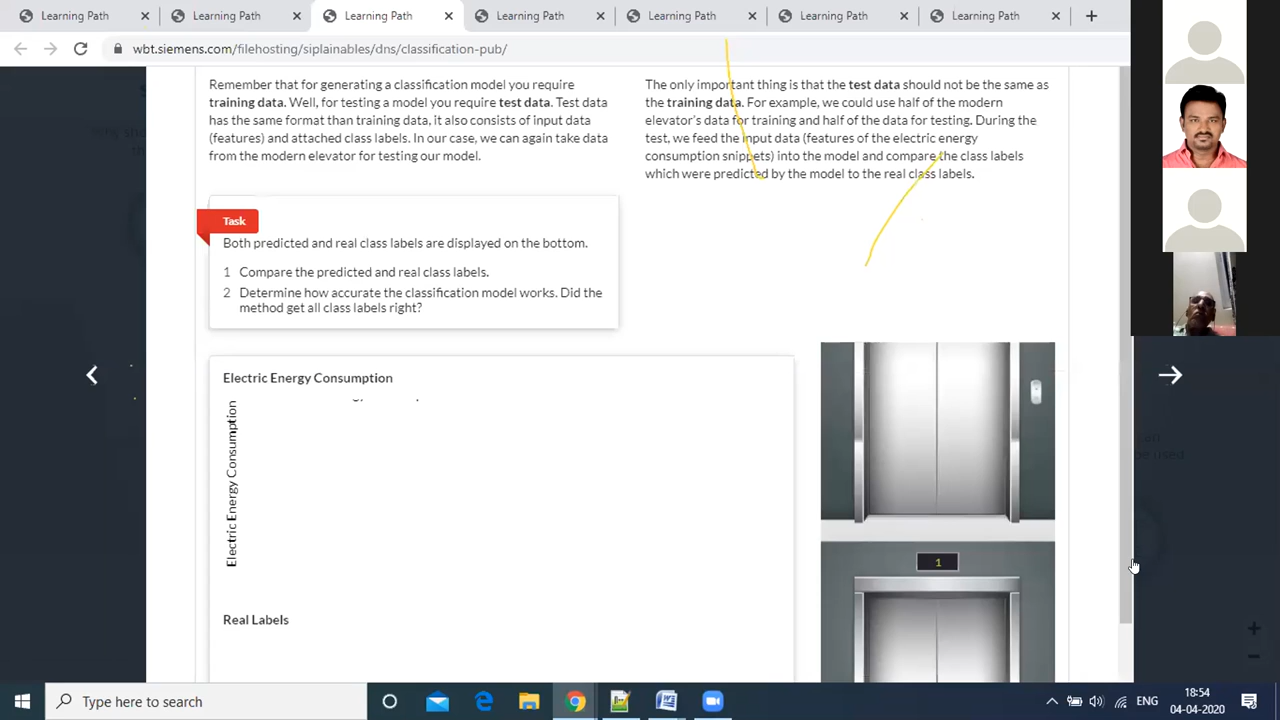 Learning Path
Learning Path
Learning Path
Learning Path
Learning Path
Learning Path
Learning Path
wbt.siemens.com/filehosting/siplainables/dns/classification-pub/
Remember that for generating a classification model you require
training data. Well, for testing a model you require test data. Test data
has the same format than training data, it also consists of input data
(features) and attached class labels. In our case, we can again take data
from the modern elevator for testing our model.
The only important thing is that the test data should not be the same as
the training data. For example, we could use half of the modern
elevator's data for training and half of the data for testing. During the
test, we feed the input data (features of the electric energy
consumption snippets) into the model and compare the class labels
which were predicted by the model to the real class labels.
Task
Both predicted and real class labels are displayed on the bottom.
1 Compare the predicted and real class labels.
2 Determine how accurate the classification model works. Did the
method get all class labels right?
Electric Energy Consumption
Electric Energy Consumption
Real Labels
1
Type here to search
ENG
18:54
04-04-2020